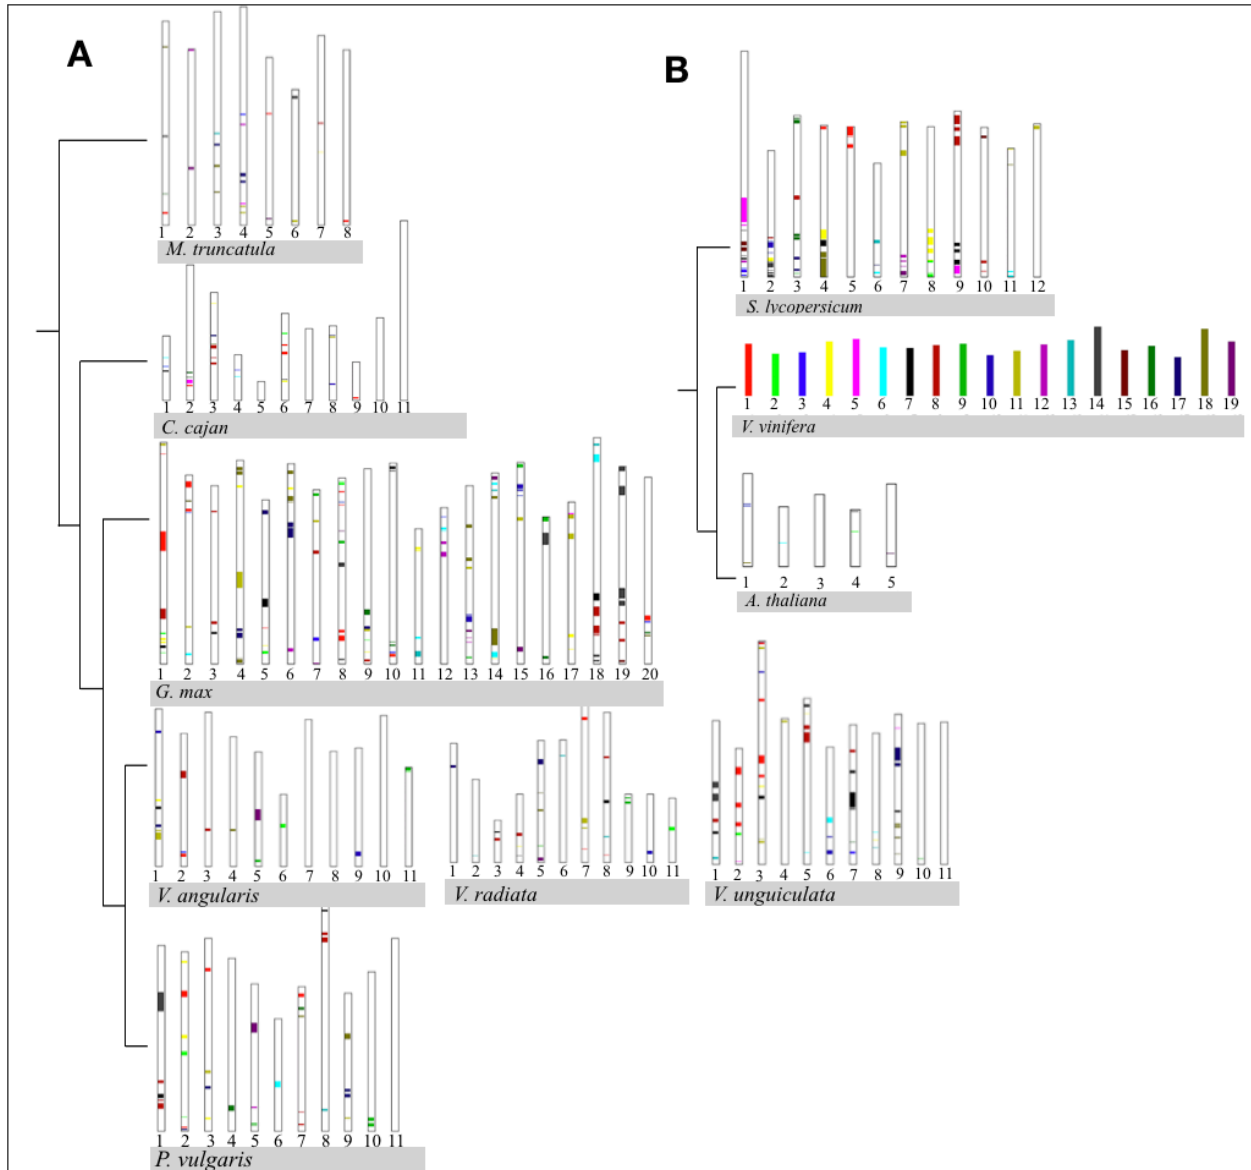 A
B
1 2 3 4 5 6 7 8
M. truncatula
1 2 3 4 5 6 7 8 9 10 11 12
S. lycopersicum
1 2 3 4 5 6 7 8 9 10 11
C. cajan
1 2 3 4 5 6 7 8 9 10 11 12 13 14 15 16 17 18 19
V. vinifera
1 2 3 4 5
A. thaliana
1 2 3 4 5 6 7 8 9 10 11 12 13 14 15 16 17 18 19 20
G. max
1 2 3 4 5 6 7 8 9 10 11
V. angularis
1 2 3 4 5 6 7 8 9 10 11
V. radiata
1 2 3 4 5 6 7 8 9 10 11
V. unguiculata
1 2 3 4 5 6 7 8 9 10 11
P. vulgaris